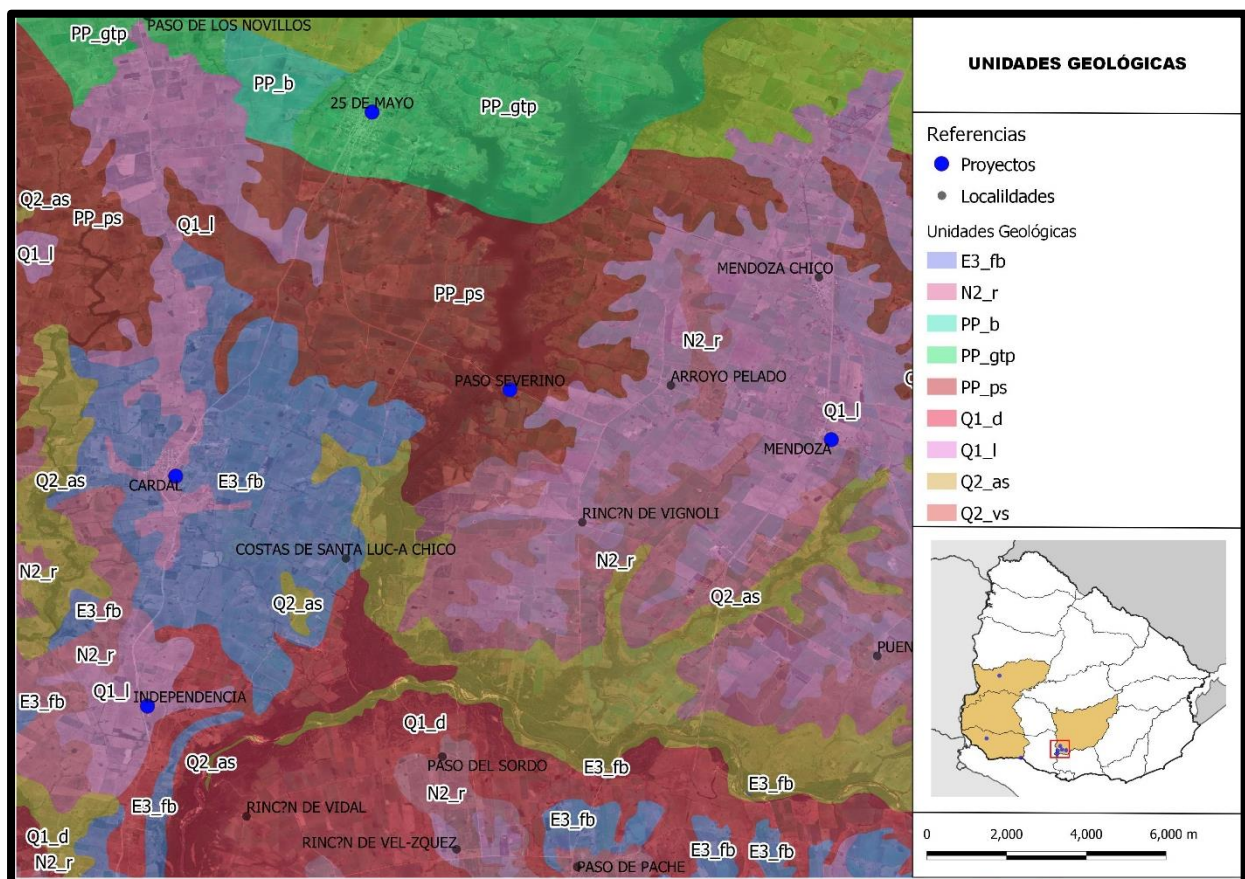 PASO DE LOS NOVILLOS
PP_gtp
PP_b
25 DE MAYO
PP_gtp
Q2_as
PP_ps
Q1_l
Q1_l
MENDOZA CHICO
PP_ps
N2_r
PASO SEVERINO
ARROYO PELADO
Q1_l
MENDOZA
Q2_as
CARDAL
E3_fb
RINC?N DE VIGNOLI
COSTAS DE SANTA LUC-A CHICO
N2_r
N2_r
Q2_as
Q2_as
E3_fb
N2_r
PUEN
Q1_l
INDEPENDENCIA
E3_fb
Q1_d
Q2_as
PASO DEL SORDO
E3_fb
E3_fb
N2_r
E3_fb
RINC?N DE VIDAL
E3_fb
Q1_d
RINC?N DE VEL-ZQUEZ
E3_fb
E3_fb
N2_r
PASO DE PACHE
UNIDADES GEOLÓGICAS
Referencias
Proyectos
Localildades
Unidades Geológicas
E3_fb
N2_r
PP_b
PP_gtp
PP_ps
Q1_d
Q1_l
Q2_as
Q2_vs
0 2,000 4,000 6,000 m